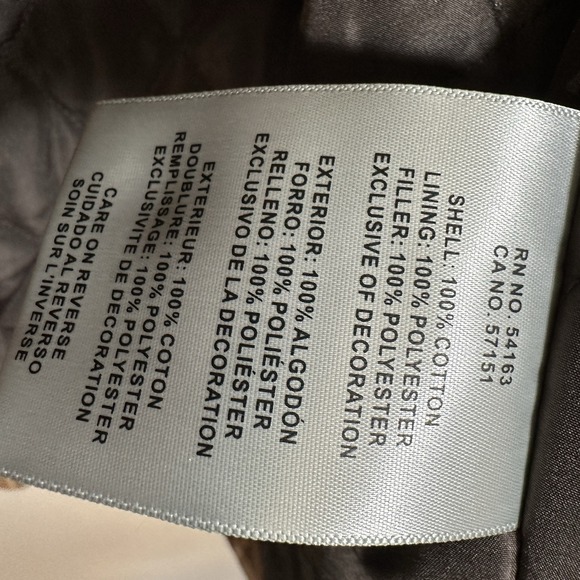 RN NO. 54163
CA NO. 57151
SHELL: 100% COTTON
LINING: 100% POLYESTER
FILLER: 100% POLYESTER
EXCLUSIVE OF DECORATION
EXTERIOR: 100% ALGODÓN
FORRO: 100% POLIÉSTER
RELLENO: 100% POLIÉSTER
EXCLUSIVO DE LA DECORATION
EXTERIEUR: 100% COTON
DOUBLURE: 100% POLYESTER
REMPLISSAGE: 100% POLYESTER
EXCLUSIVITE DE DECORATION
CARE ON REVERSE
CUIDADO AL REVERSO
SOIN SUR L'INVERSE